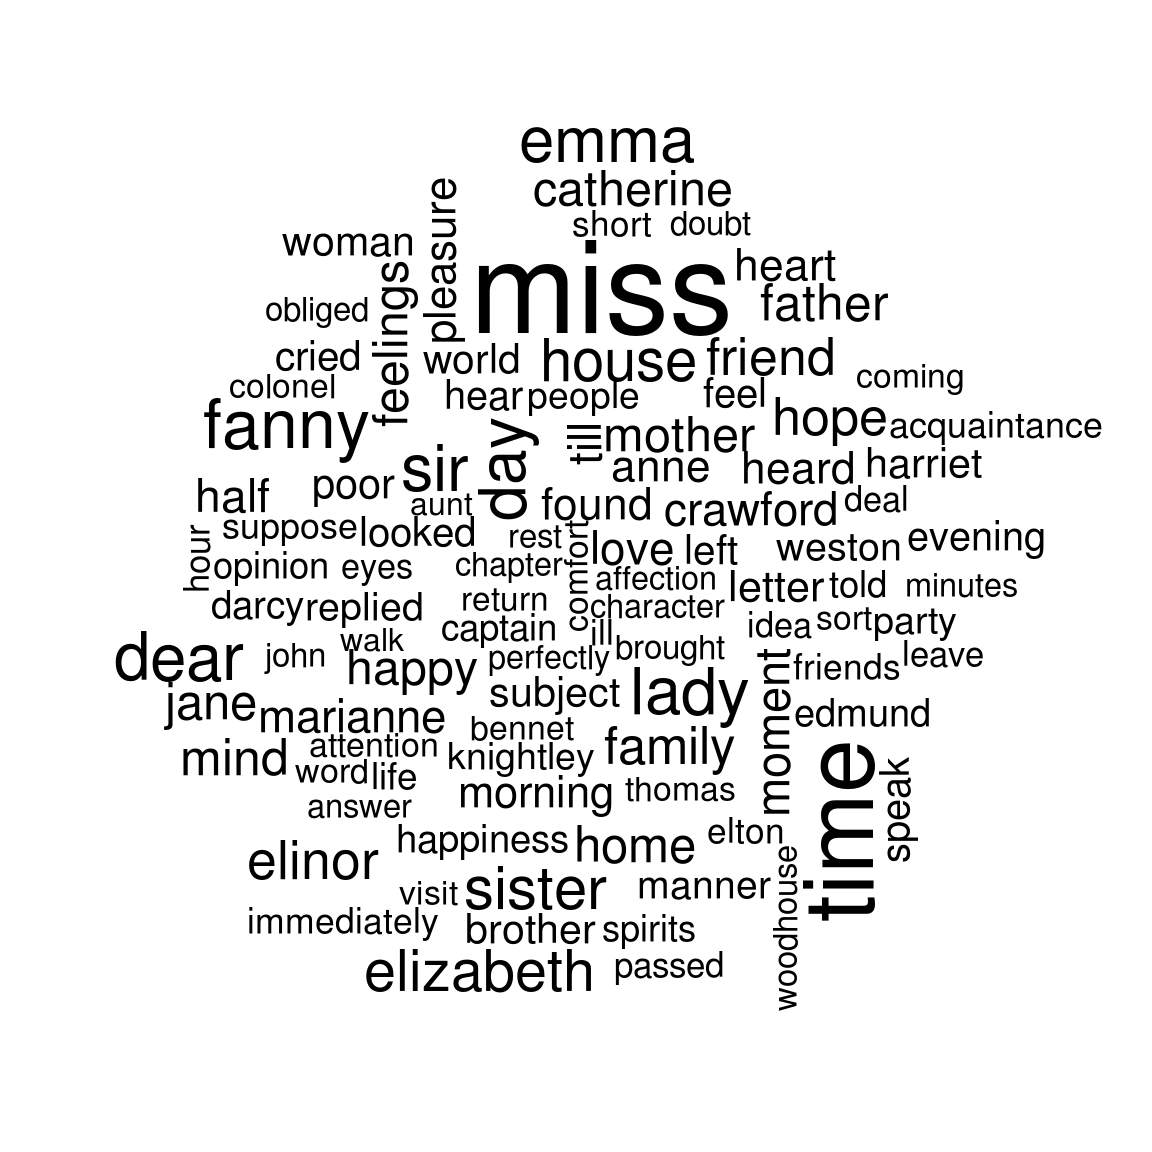 emma
catherine
pleasure
short doubt
woman
miss
heart
feelings
obliged
father
cried
world
house
friend
colonel
coming
hear
people
feel
fanny
day
till
mother
hope
acquaintance
sir
anne
heard
harriet
half
poor
aunt
found
crawford
deal
hour
suppose
looked
rest
comfort
love
left
weston
evening
opinion
eyes
chapter
affection
letter
told
minutes
darcy
replied
return
character
captain
ill
idea
sort
party
walk
brought
dear
john
happy
perfectly
moment
friends
leave
jane
marianne
subject
lady
edmund
bennet
mind
attention
knightley
family
time
speak
word
life
morning
thomas
answer
happiness
home
elton
woodhouse
elinor
visit
sister
manner
immediately
brother
spirits
elizabeth
passed